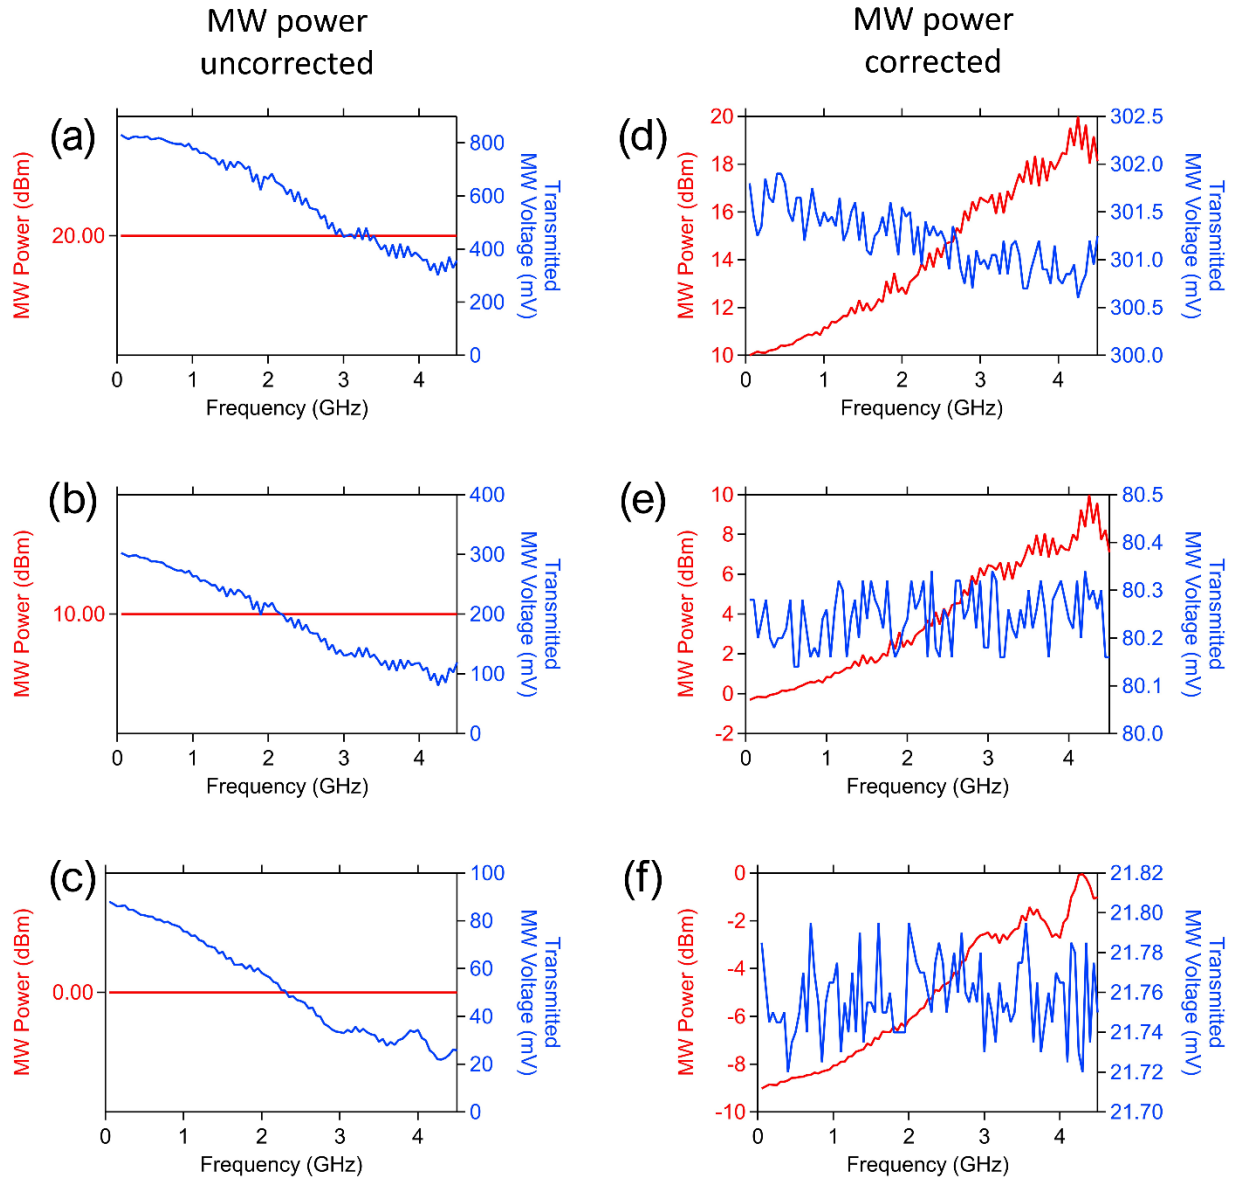 MW power
uncorrected
MW power
corrected
(a)
MW Power (dBm)
20.00
800
600
400
200
0
Transmitted
MW Voltage (mV)
0 1 2 3 4
Frequency (GHz)
(d)
MW Power (dBm)
20
18
16
14
12
10
302.5
302.0
301.5
301.0
300.5
300.0
Transmitted
MW Voltage (mV)
1 2 3 4
Frequency (GHz)
(b)
MW Power (dBm)
10.00
400
300
200
100
0
Transmitted
MW Voltage (mV)
0 1 2 3 4
Frequency (GHz)
(e)
MW Power (dBm)
10
8
6
4
2
0
-2
80.5
80.4
80.3
80.2
80.1
80.0
Transmitted
MW Voltage (mV)
0 1 2 3 4
Frequency (GHz)
(c)
MW Power (dBm)
0.00
100
80
60
40
20
0
Transmitted
MW Voltage (mV)
0 1 2 3 4
Frequency (GHz)
(f)
MW Power (dBm)
0
-2
-4
-6
-8
-10
21.82
21.80
21.78
21.76
21.74
21.72
21.70
Transmitted
MW Voltage (mV)
0 1 2 3 4
Frequency (GHz)